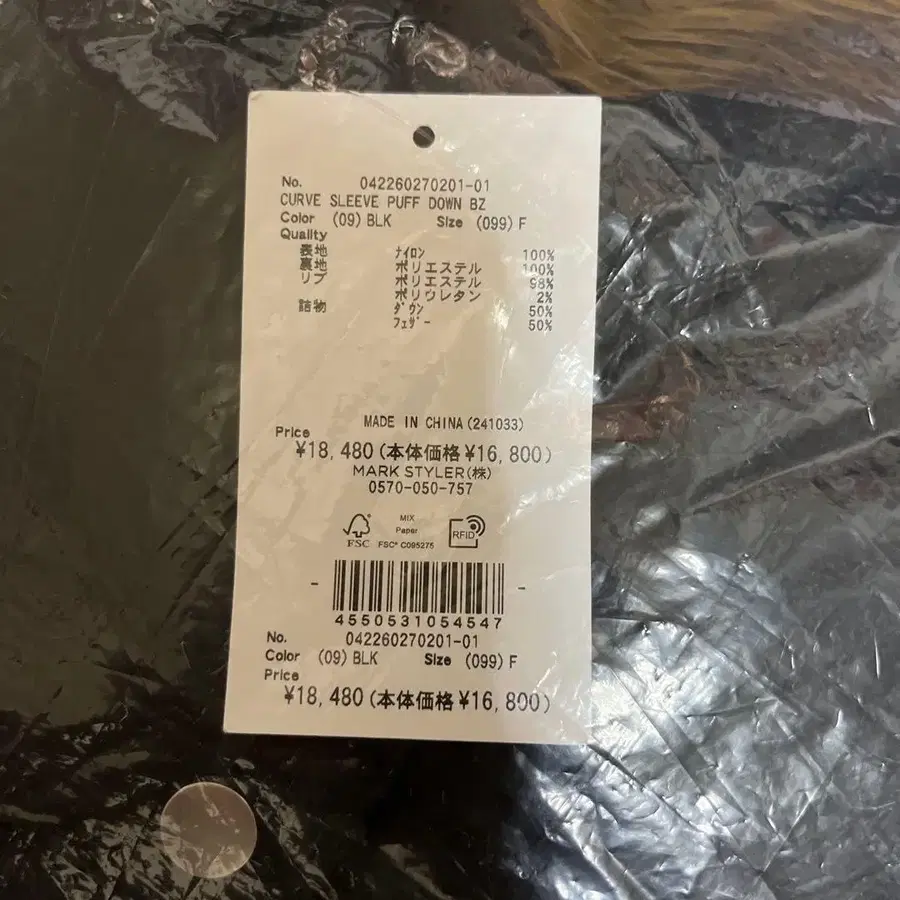 No. 042260270201-01
CURVE SLEEVE PUFF DOWN BZ
Color (09) BLK Size (099) F
Quality
表地 ナイロン 100%
裏地 ポリエステル 100%
リブ ポリエステル 98%
ポリウレタン 2%
詰物 ダウン 50%
フェザー 50%
MADE IN CHINA (241033)
Price
¥18,480 (本体価格 ¥16,800)
MARK STYLER (株)
0570-050-757
FSC® MIX Paper FSC® C095275 RFID
- -
4550531054547
No. 042260270201-01
Color (09) BLK Size (099) F
Price
¥18,480 (本体価格 ¥16,800)